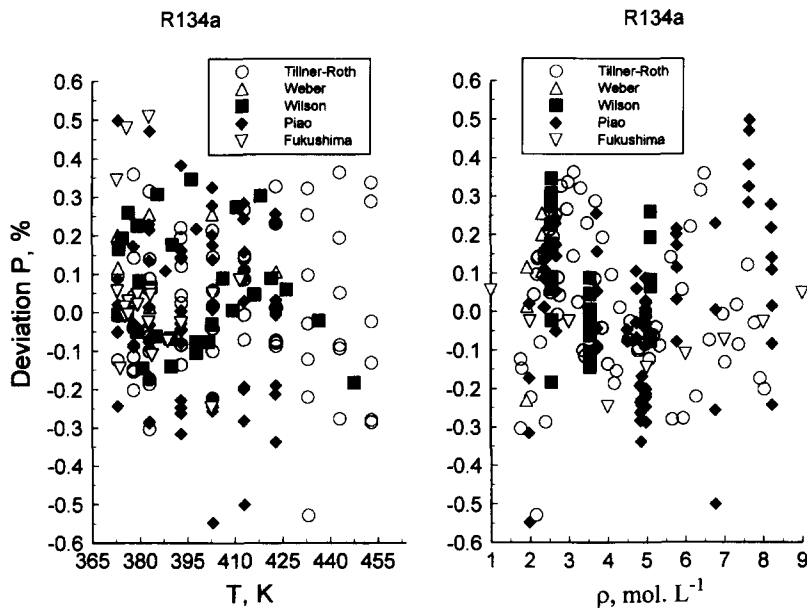 R134a
Tillner-Roth
Weber
Wilson
Piao
Fukushima
Deviation P, %
0.6
0.5
0.4
0.3
0.2
0.1
0.0
-0.1
-0.2
-0.3
-0.5
-0.6
365
380
395
410
425
440
455
T, K
R134a
Tillner-Roth
Weber
Wilson
Piao
Fukushima
0.6
0.5
0.4
0.3
0.2
0.1
0.0
-0.1
-0.2
-0.3
-0.5
-0.6
1
2
3
4
5
6
7
8
9
ρ, mol. L⁻¹